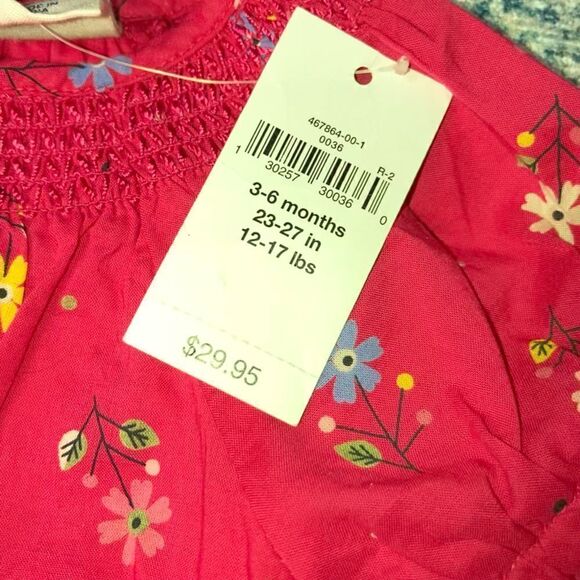 467864-00-1
0036
R-2
1 30257 30036 0
3-6 months
23-27 in
12-17 lbs
$29.95